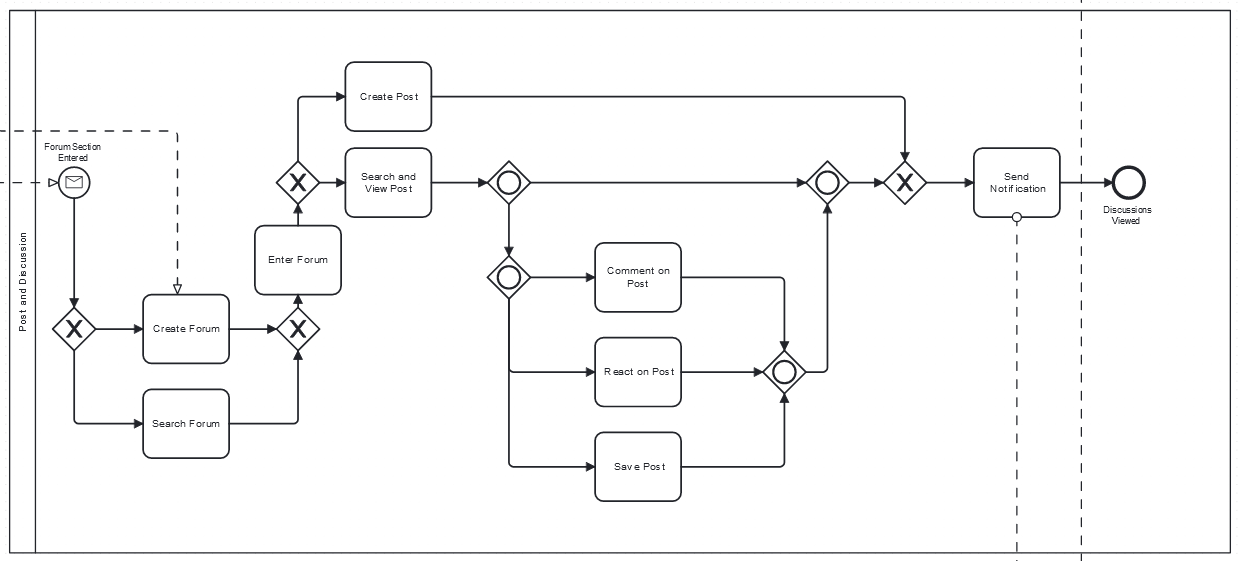 Post and Discussion
Forum Section
Entered
Create Forum
Search Forum
Enter Forum
Create Post
Search and
View Post
Comment on
Post
React on Post
Save Post
Send
Notification
Discussions
Viewed